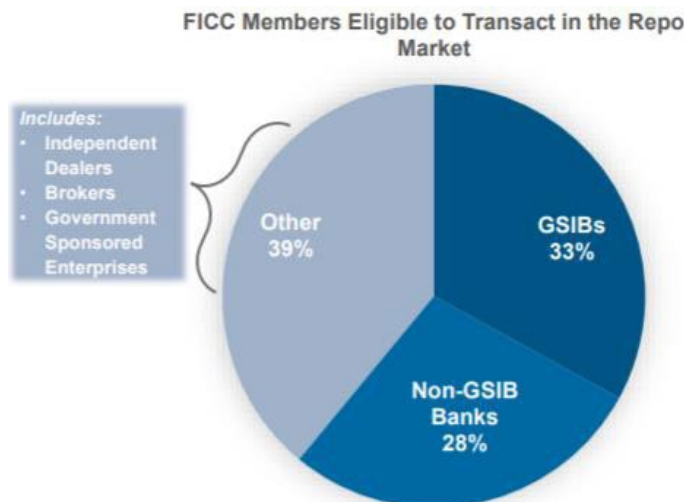 FICC Members Eligible to Transact in the Repo
Market
Includes:
• Independent
Dealers
• Brokers
• Government
Sponsored
Enterprises
Other
39%
GSIBs
33%
Non-GSIB
Banks
28%